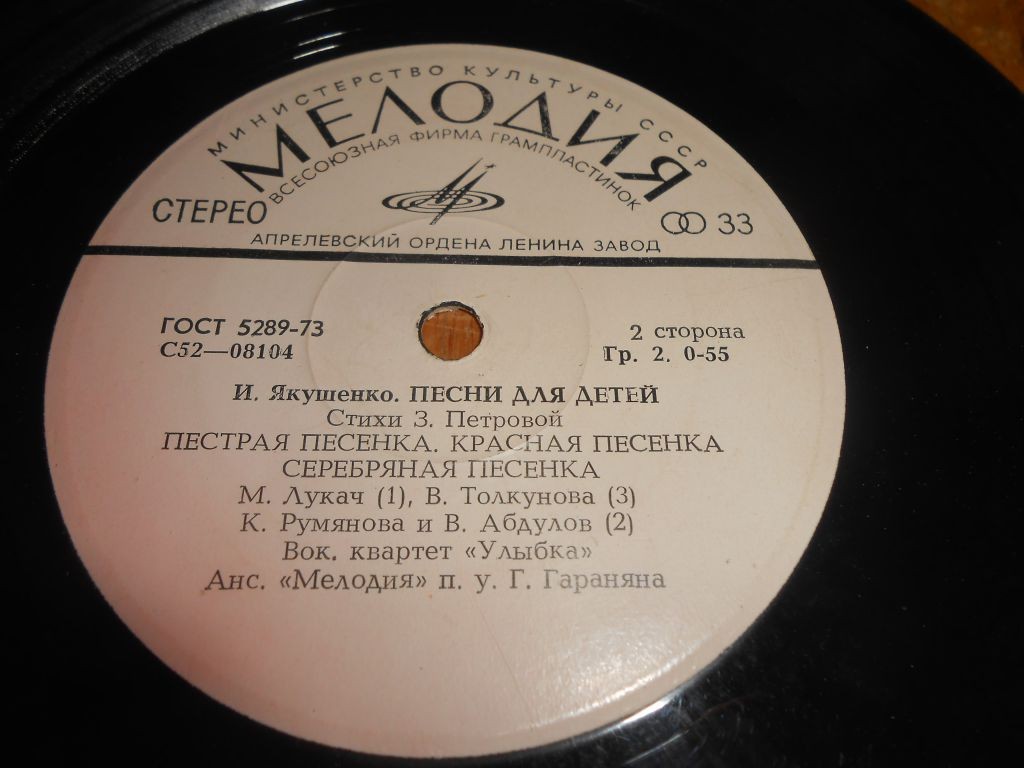 МИНИСТЕРСТВО КУЛЬТУРЫ СССР
МЕЛОДИЯ
ВСЕСОЮЗНАЯ ФИРМА ГРАМПЛАСТИНОК
СТЕРЕО
33
АПРЕЛЕВСКИЙ ОРДЕНА ЛЕНИНА ЗАВОД
ГОСТ 5289-73
2 сторона
С52—08104
Гр. 2. 0-55
И. Якушенко. ПЕСНИ ДЛЯ ДЕТЕЙ
Стихи З. Петровой
ПЕСТРАЯ ПЕСЕНКА. КРАСНАЯ ПЕСЕНКА
СЕРЕБРЯНАЯ ПЕСЕНКА
М. Лукач (1), В. Толкунова (3)
К. Румянова и В. Абдулов (2)
Вок. квартет «Улыбка»
Анс. «Мелодия» п. у. Г. Гараняна